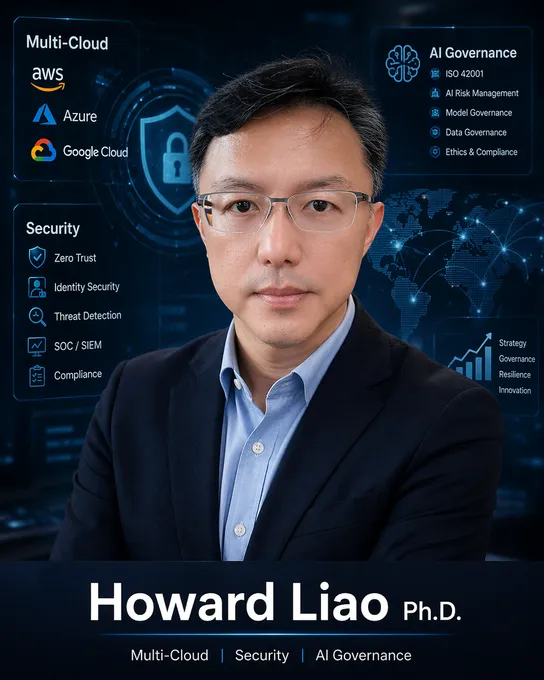 Multi-Cloud
aws
Azure
Google Cloud
Security
Zero Trust
Identity Security
Threat Detection
SOC / SIEM
Compliance
AI Governance
ISO 42001
AI Risk Management
Model Governance
Data Governance
Ethics & Compliance
Strategy
Governance
Resilience
Innovation
Howard Liao Ph.D.
Multi-Cloud | Security | AI Governance